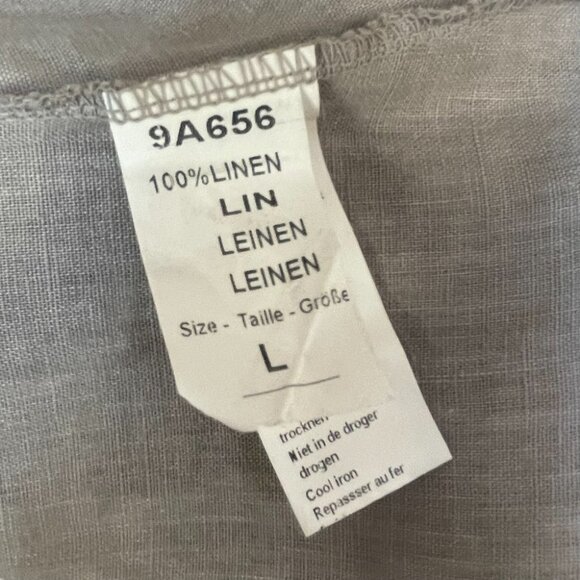 9A656
100%LINEN
LIN
LEINEN
LEINEN
Size - Taille - Größe
L
trocknen
Niet in de droger
drogen
Cool iron
Repasser au fer